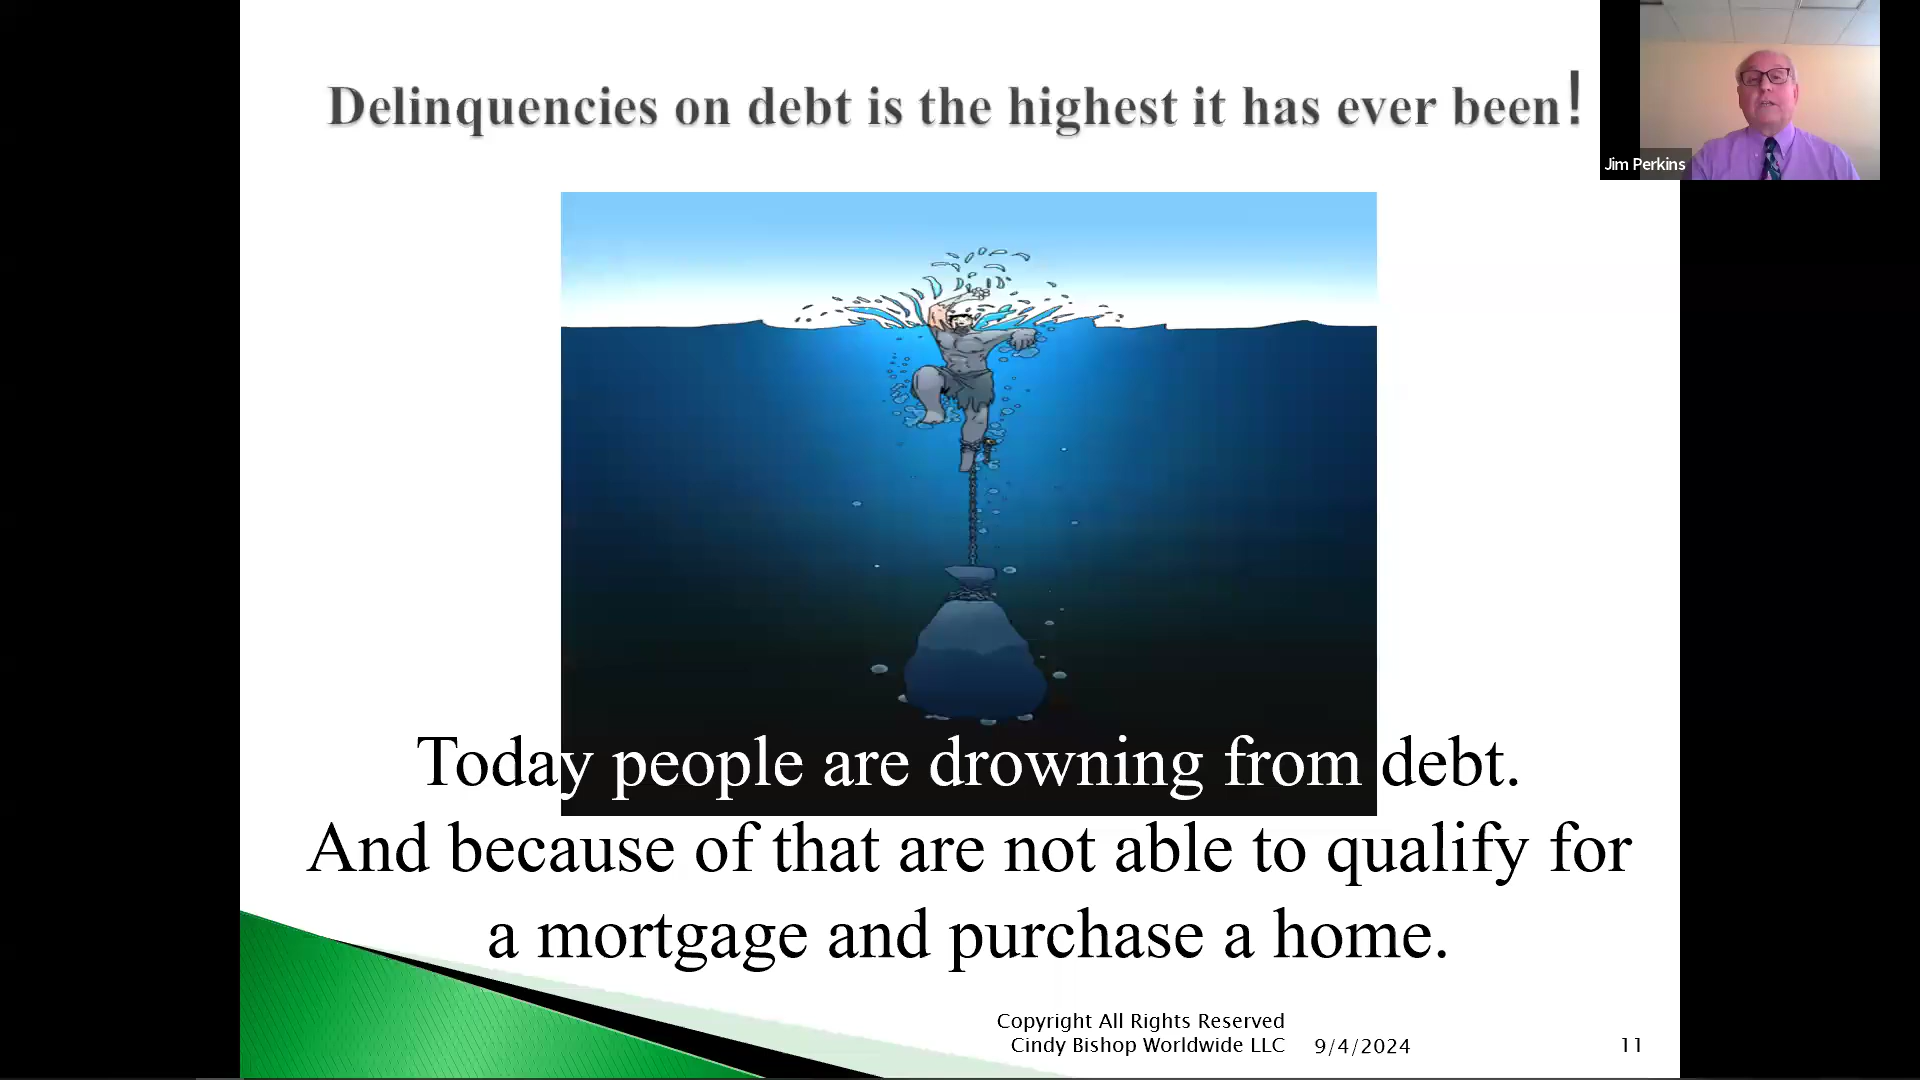 Delinquencies on debt is the highest it has ever been!
Jim Perkins
Today people are drowning from debt.
And because of that are not able to qualify for
a mortgage and purchase a home.
Copyright All Rights Reserved
Cindy Bishop Worldwide LLC
9/4/2024
11